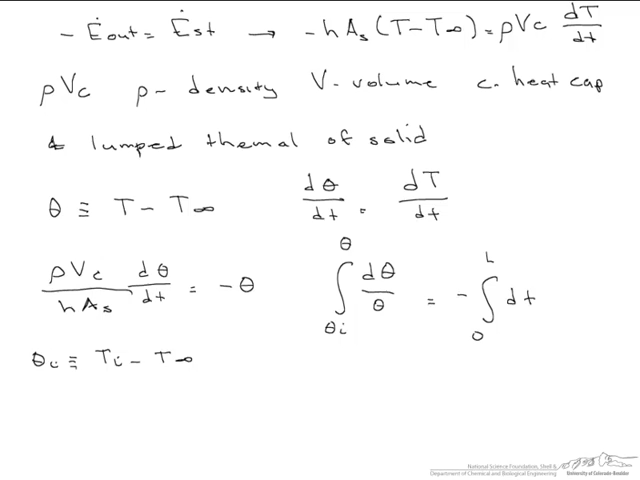 - Ėout = Ėst → - hAs (T - T∞) = ρVc dT/dt
ρVc ρ - density V - volume c - heat cap
↳ lumped themal of solid
θ ≡ T - T∞ dθ/dt = dT/dt
ρVc/hAs dθ/dt = - θ ∫θi^θ dθ/θ = - ∫0^t dt
θi ≡ Ti - T∞
National Science Foundation, Shell &
Department of Chemical and Biological Engineering University of Colorado Boulder